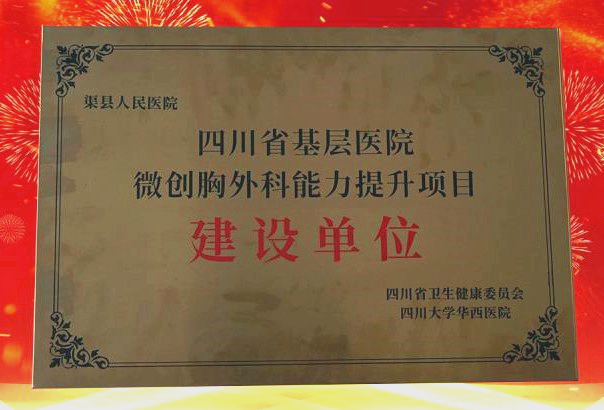 渠县人民医院
四川省基层医院
微创胸外科能力提升项目
建设单位
四川省卫生健康委员会
四川大学华西医院